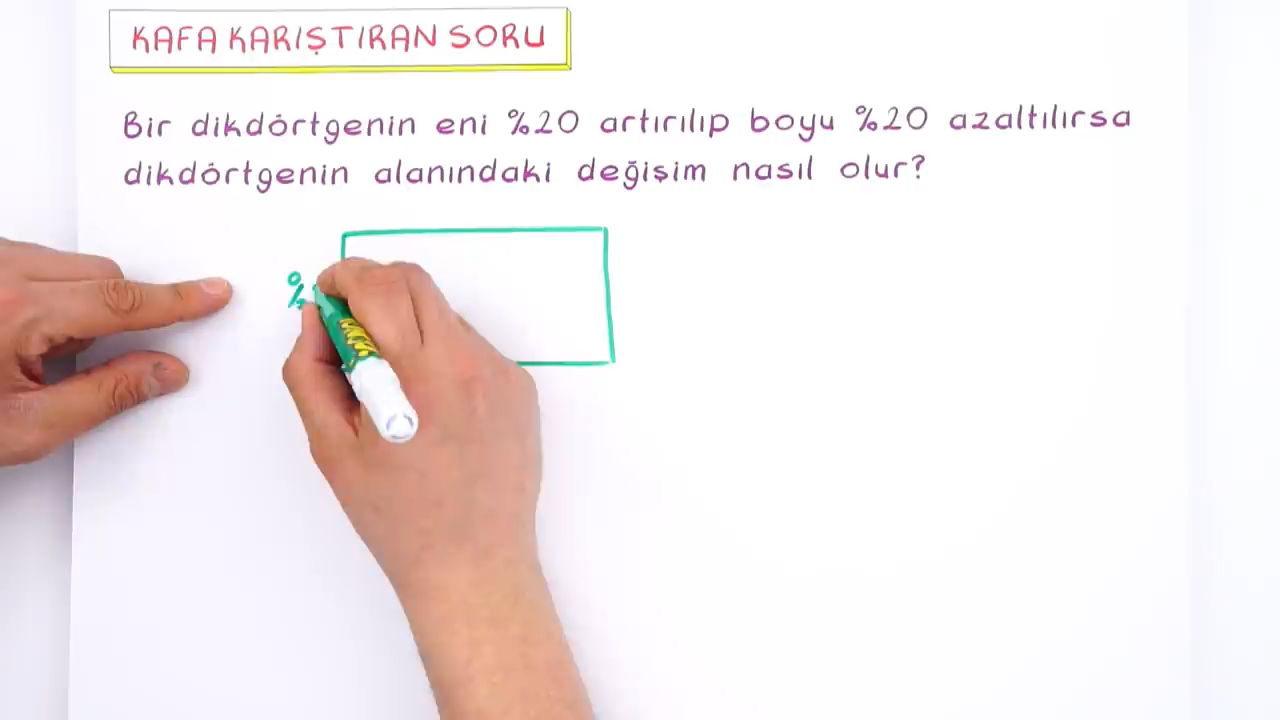 KAFA KARIŞTIRAN SORU
Bir dikdörtgenin eni %20 artırılıp boyu %20 azaltılırsa
dikdörtgenin alanındaki değişim nasıl olur?
%